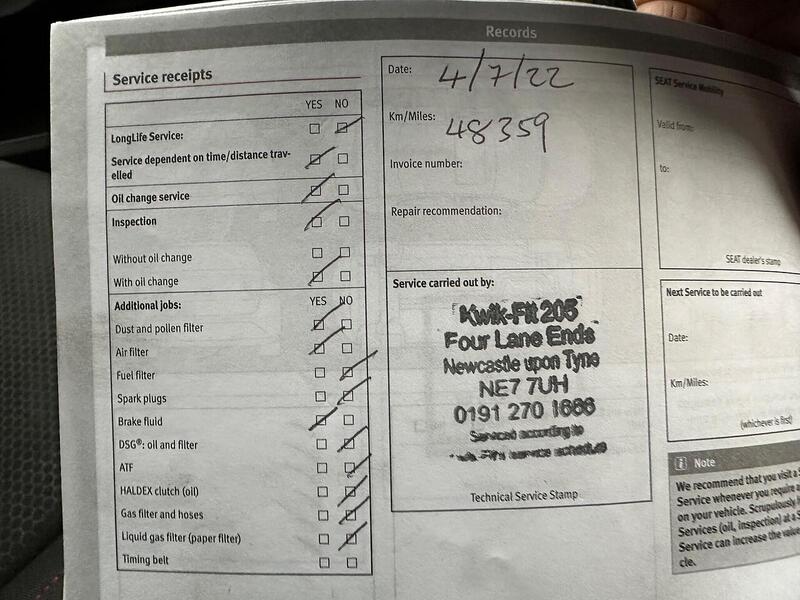 Records
Service receipts
YES NO
LongLife Service:
Service dependent on time/distance trav-
elled
Oil change service
Inspection
Without oil change
With oil change
Additional jobs: YES NO
Dust and pollen filter
Air filter
Fuel filter
Spark plugs
Brake fluid
DSG®: oil and filter
ATF
HALDEX clutch (oil)
Gas filter and hoses
Liquid gas filter (paper filter)
Timing belt
Date: 4/7/22
Km/Miles: 48359
Invoice number:
Repair recommendation:
Service carried out by:
Kwik-Fit 205
Four Lane Ends
Newcastle upon Tyne
NE7 7UH
0191 270 1666
Serviced according to
service schedule
Technical Service Stamp
SEAT Service Mobility
Valid from:
to:
SEAT dealer's stamp
Next Service to be carried out
Date:
Km/Miles:
(whichever is first)
i Note
We recommend that you visit a
Service whenever you require a
on your vehicle. Scrupulously
Services (oil, inspection) at a
Service can increase the value
cle.